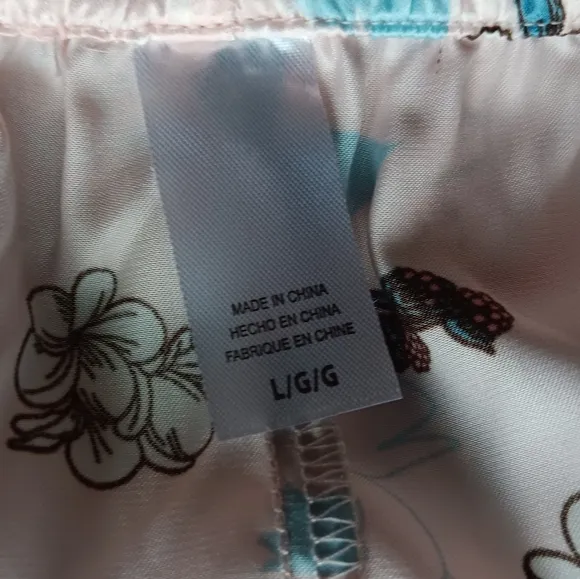 MADE IN CHINA
HECHO EN CHINA
FABRIQUE EN CHINE
L/G/G